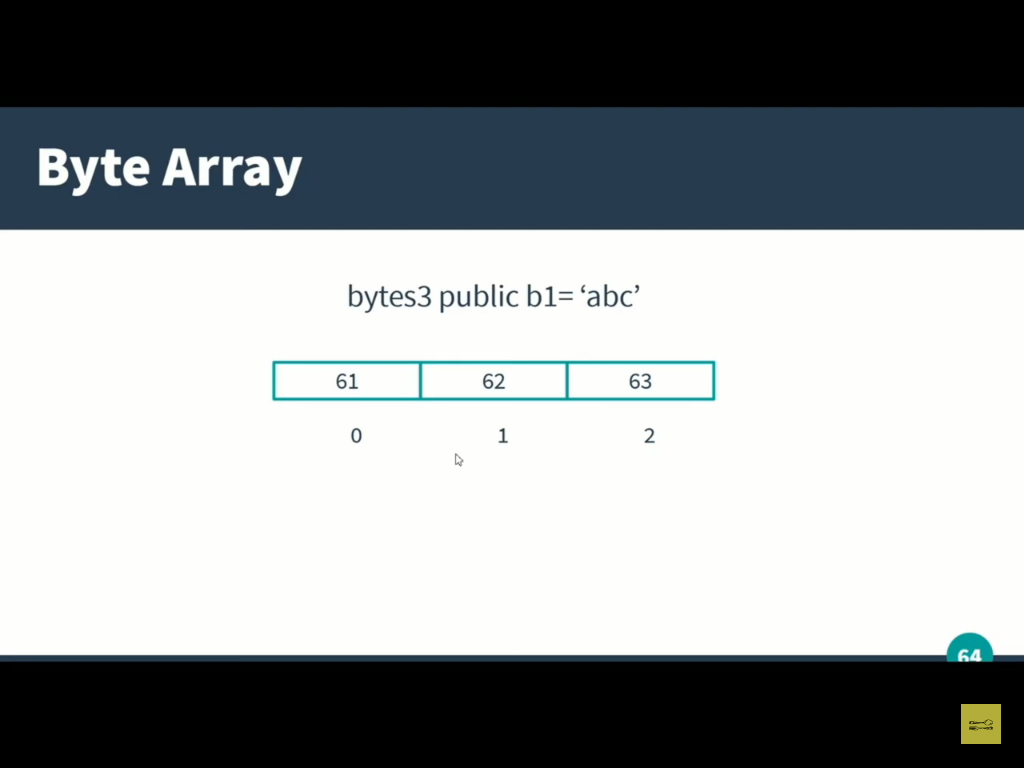 Byte Array
bytes3 public b1= ‘abc’
61 62 63
0 1 2
64